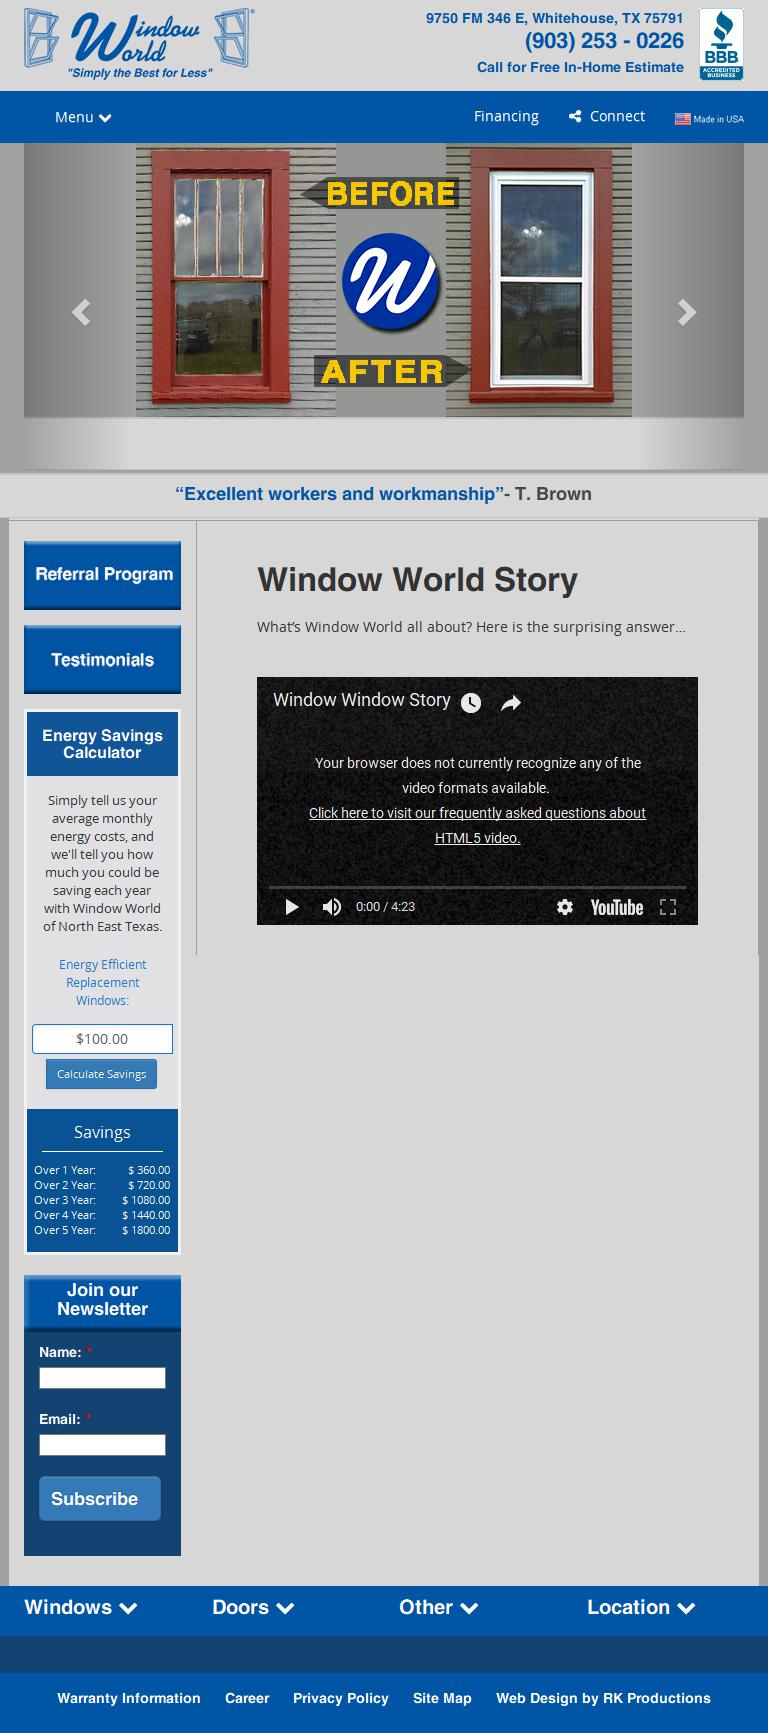 Window World
"Simply the Best for Less"
9750 FM 346 E, Whitehouse, TX 75791
(903) 253 - 0226
Call for Free In-Home Estimate
BBB
ACCREDITED BUSINESS
Menu
Financing
Connect
Made in USA
BEFORE
W
AFTER
“Excellent workers and workmanship”- T. Brown
Referral Program
Testimonials
Energy Savings
Calculator
Simply tell us your
average monthly
energy costs, and
we'll tell you how
much you could be
saving each year
with Window World
of North East Texas.
Energy Efficient
Replacement
Windows:
$100.00
Calculate Savings
Savings
Over 1 Year: $ 360.00
Over 2 Year: $ 720.00
Over 3 Year: $ 1080.00
Over 4 Year: $ 1440.00
Over 5 Year: $ 1800.00
Join our
Newsletter
Name: *
Email: *
Subscribe
Window World Story
What’s Window World all about? Here is the surprising answer…
Window Window Story
Your browser does not currently recognize any of the
video formats available.
Click here to visit our frequently asked questions about
HTML5 video.
0:00 / 4:23
YouTube
Windows
Doors
Other
Location
Warranty Information
Career
Privacy Policy
Site Map
Web Design by RK Productions